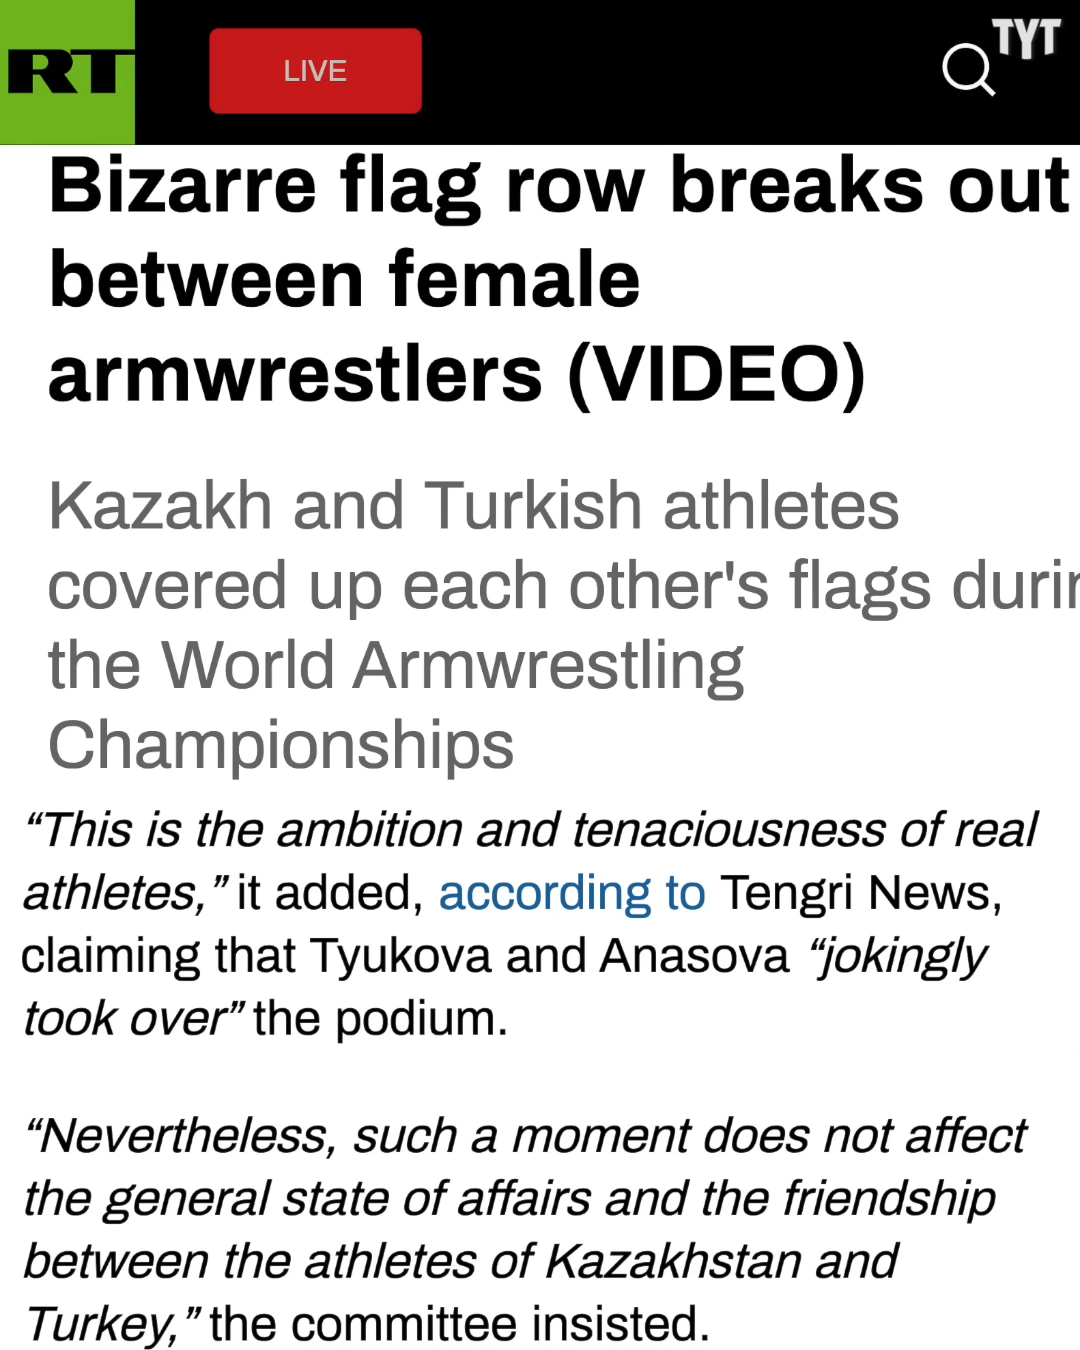 RT
LIVE
TYT
Bizarre flag row breaks out
between female
armwrestlers (VIDEO)
Kazakh and Turkish athletes
covered up each other's flags durin
the World Armwrestling
Championships
“This is the ambition and tenaciousness of real
athletes,” it added, according to Tengri News,
claiming that Tyukova and Anasova “jokingly
took over” the podium.
“Nevertheless, such a moment does not affect
the general state of affairs and the friendship
between the athletes of Kazakhstan and
Turkey,” the committee insisted.